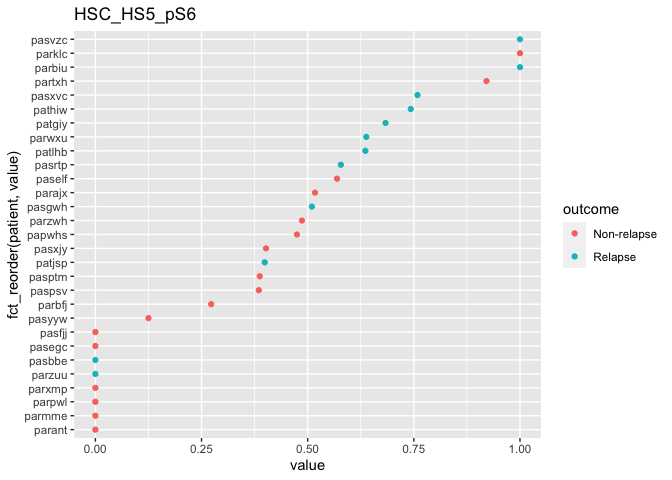 HSC_HS5_pS6
fct_reorder(patient, value)
pasvzc
parklc
parbiu
partxh
pasxvc
pathiw
patgiy
parwxu
patlhb
pasrtp
paself
parajx
pasgwh
parzwh
papwhs
pasxjy
patjsp
pasptm
paspsv
parbfj
pasyyw
pasfjj
pasegc
pasbbe
parzuu
parxmp
parpwl
parmme
parant
0.00 0.25 0.50 0.75 1.00
value
outcome
Non-relapse
Relapse